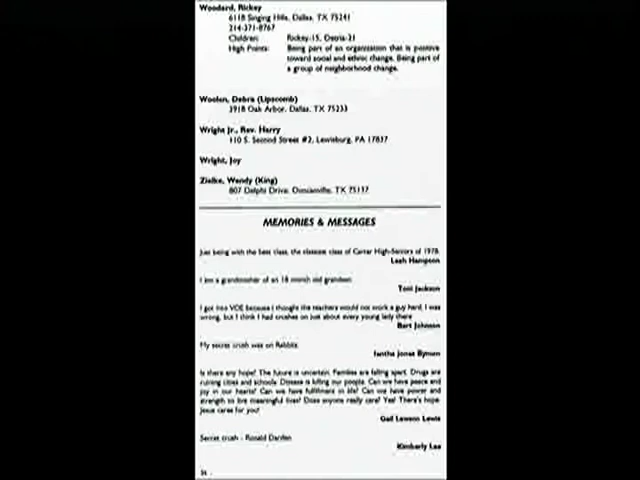 Woodard, Rickey
6118 Singing Hills, Dallas, TX 75241
214-371-8767
Children: Rickey-15, Detria-21
High Points: Being part of an organization that is positive
toward social and ethnic change. Being part of
a group of neighborhood change.
Woolen, Debra (Lipscomb)
3918 Oak Arbor, Dallas, TX 75233
Wright Jr., Rev. Harry
110 S. Second Street #2, Lewisburg, PA 17837
Wright, Joy
Zielke, Wendy (King)
807 Delphi Drive, Duncanville, TX 75137
MEMORIES & MESSAGES
Just being with the best class, the classiest class of Carter High-Seniors of 1978.
Leah Hampton
I am a grandmother of an 18 month old grandson.
Toni Jackson
I got into VOE because I thought the teachers would not work a guy hard, I was
wrong, but I think I had crushes on just about every young lady there
Bart Johnson
My secret crush was on Rabbits.
Iantha Jones Bynum
Is there any hope? The future is uncertain. Families are falling apart. Drugs are
ruining cities and schools. Disease is killing our people. Can we have peace and
joy in our hearts? Can we have fulfillment in life? Can we have power and
strength to live meaningful lives? Does anyone really care? Yes! There's hope.
Jesus cares for you!
Gail Lawson Lewis
Secret crush - Ronald Darden
Kimberly Lee